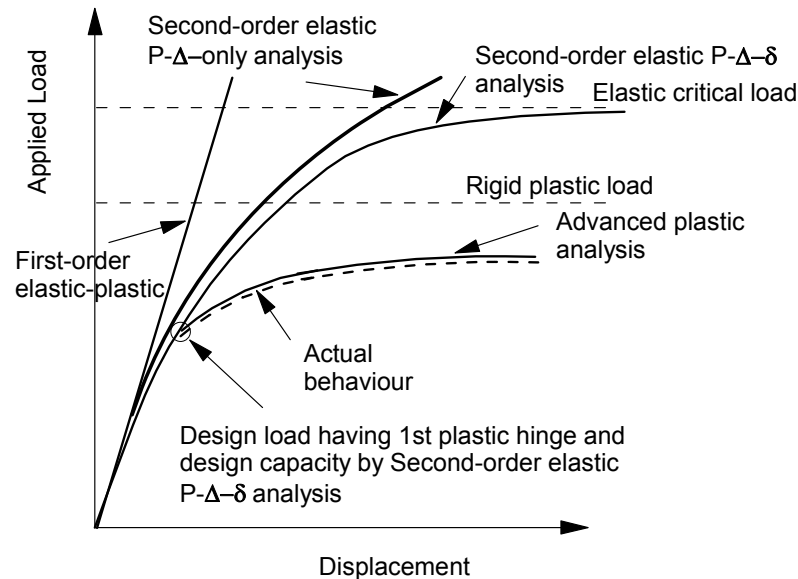 Second-order elastic
P-Δ–only analysis
Second-order elastic P-Δ–δ
analysis
Elastic critical load
Applied Load
Rigid plastic load
Advanced plastic
analysis
First-order
elastic-plastic
Actual
behaviour
Design load having 1st plastic hinge and
design capacity by Second-order elastic
P-Δ–δ analysis
Displacement